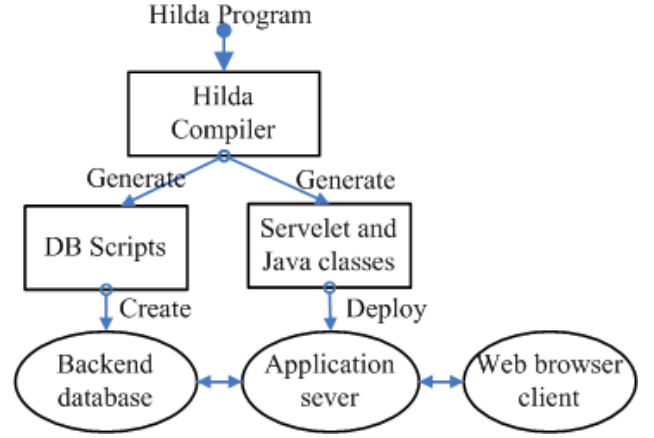 Hilda Program
Hilda
Compiler
Generate
Generate
DB Scripts
Servelet and
Java classes
Create
Deploy
Backend
database
Application
sever
Web browser
client